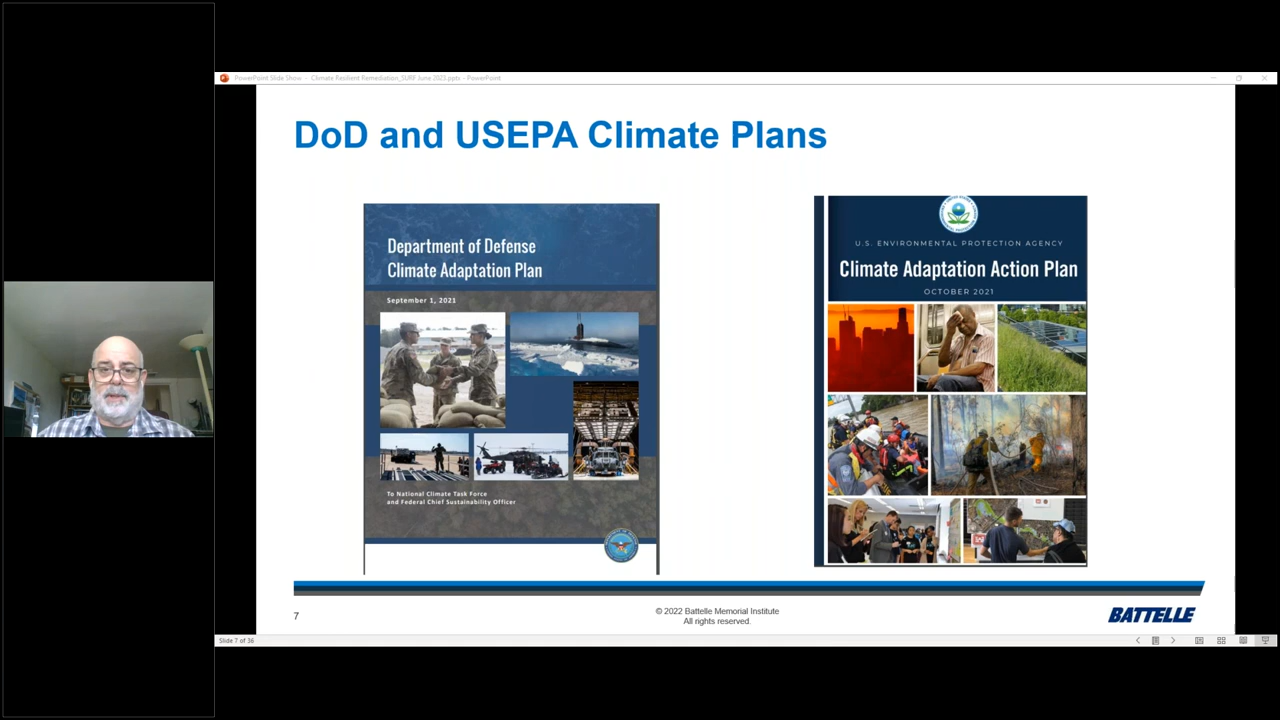 PowerPoint Slide Show - Climate Resilient Remediation_SURF June 2023.pptx - PowerPoint
DoD and USEPA Climate Plans
Department of Defense
Climate Adaptation Plan
September 1, 2021
To National Climate Task Force
and Federal Chief Sustainability Officer
U.S. ENVIRONMENTAL PROTECTION AGENCY
Climate Adaptation Action Plan
OCTOBER 2021
7
© 2022 Battelle Memorial Institute
All rights reserved.
BATTELLE
Slide 7 of 36